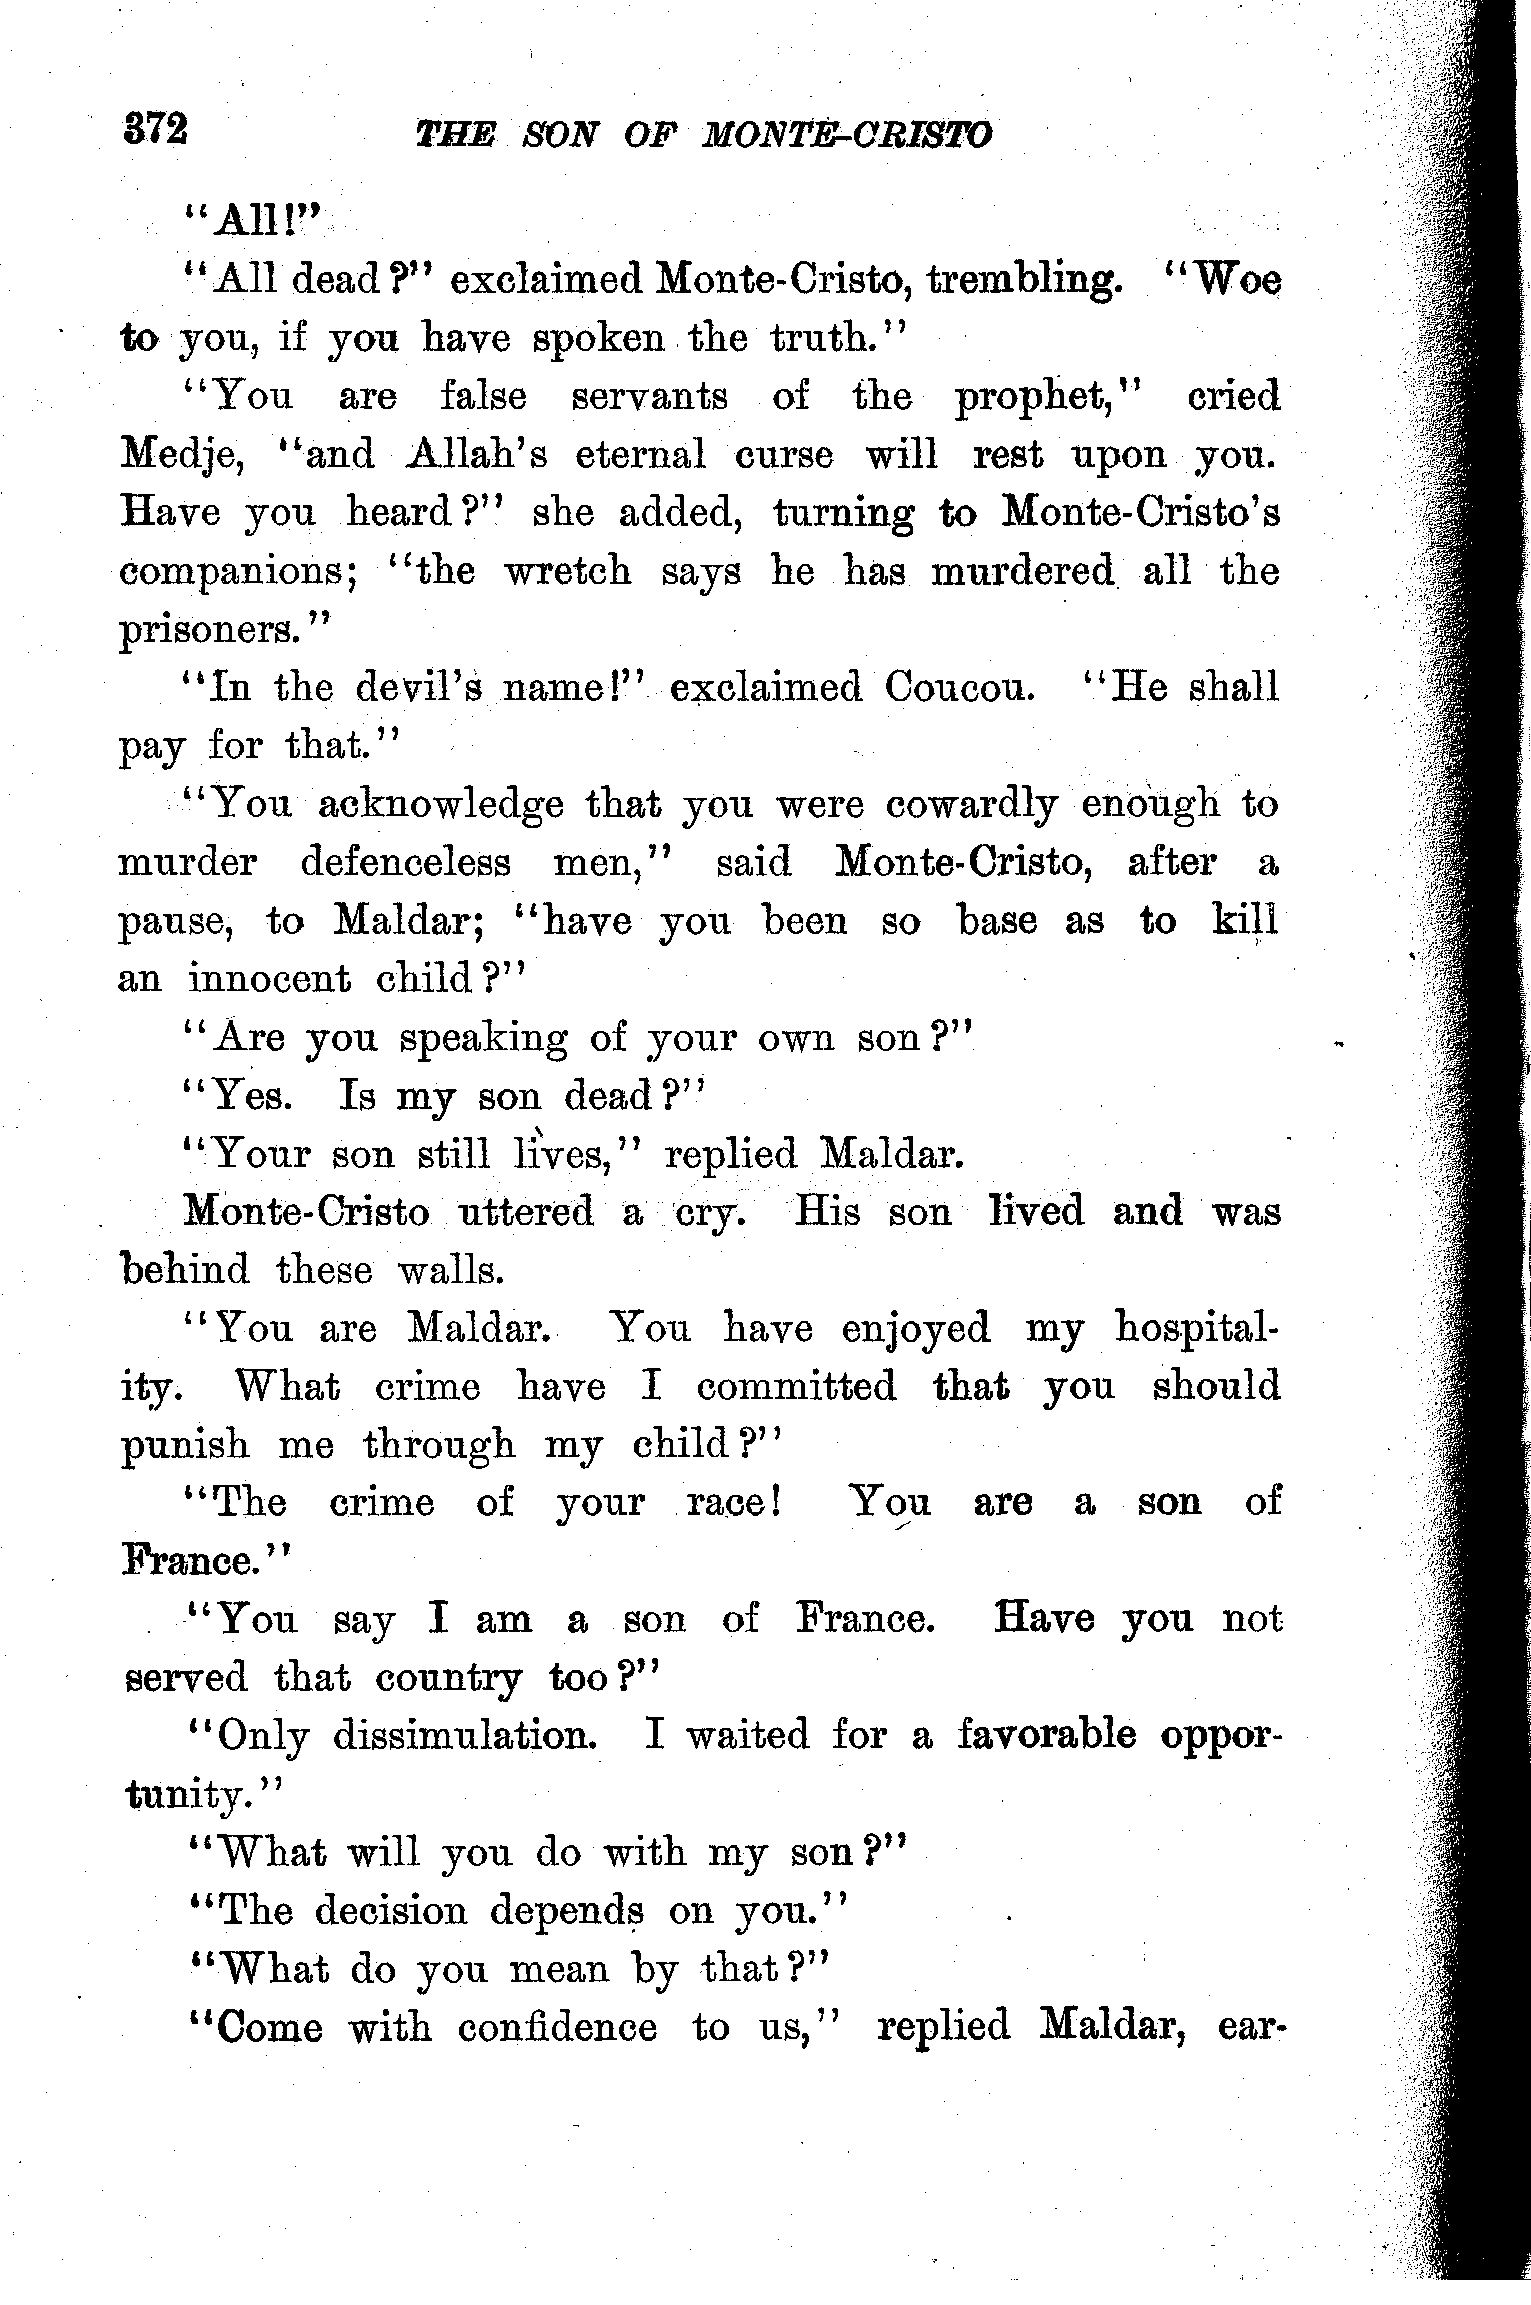 372 THE SON OF MONTE-CRISTO
"All!"
"All dead?" exclaimed Monte-Cristo, trembling. "Woe
to you, if you have spoken the truth."
"You are false servants of the prophet," cried
Medje, "and Allah's eternal curse will rest upon you.
Have you heard?" she added, turning to Monte-Cristo's
companions; "the wretch says he has murdered all the
prisoners."
"In the devil's name!" exclaimed Coucou. "He shall
pay for that."
"You acknowledge that you were cowardly enough to
murder defenceless men," said Monte-Cristo, after a
pause, to Maldar; "have you been so base as to kill
an innocent child?"
"Are you speaking of your own son?"
"Yes. Is my son dead?"
"Your son still lives," replied Maldar.
Monte-Cristo uttered a cry. His son lived and was
behind these walls.
"You are Maldar. You have enjoyed my hospital-
ity. What crime have I committed that you should
punish me through my child?"
"The crime of your race! You are a son of
France."
"You say I am a son of France. Have you not
served that country too?"
"Only dissimulation. I waited for a favorable oppor-
tunity."
"What will you do with my son?"
"The decision depends on you."
"What do you mean by that?"
"Come with confidence to us," replied Maldar, ear-